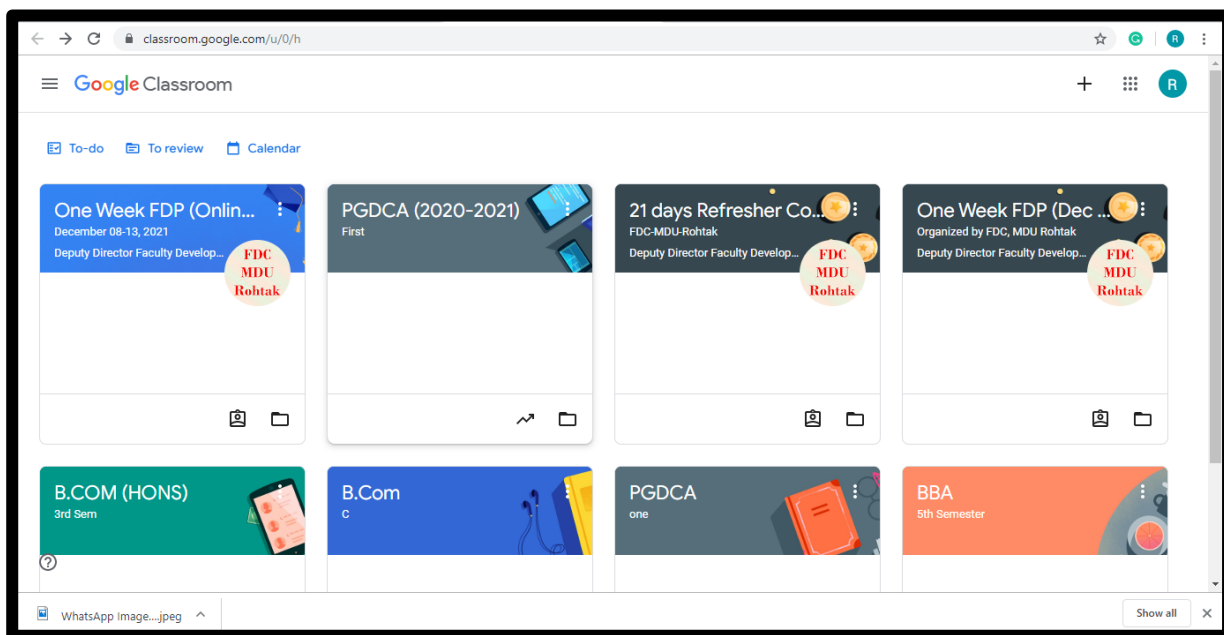 classroom.google.com/u/0/h
R
Google Classroom
R
To-do To review Calendar
One Week FDP (Onlin...
December 08-13, 2021
Deputy Director Faculty Develop...
FDC
MDU
Rohtak
PGDCA (2020-2021)
First
21 days Refresher Co...
FDC-MDU-Rohtak
Deputy Director Faculty Develop...
FDC
MDU
Rohtak
One Week FDP (Dec ...
Organized by FDC, MDU Rohtak
Deputy Director Faculty Develop...
FDC
MDU
Rohtak
B.COM (HONS)
3rd Sem
B.Com
C
PGDCA
one
BBA
5th Semester
WhatsApp Image....jpeg
Show all